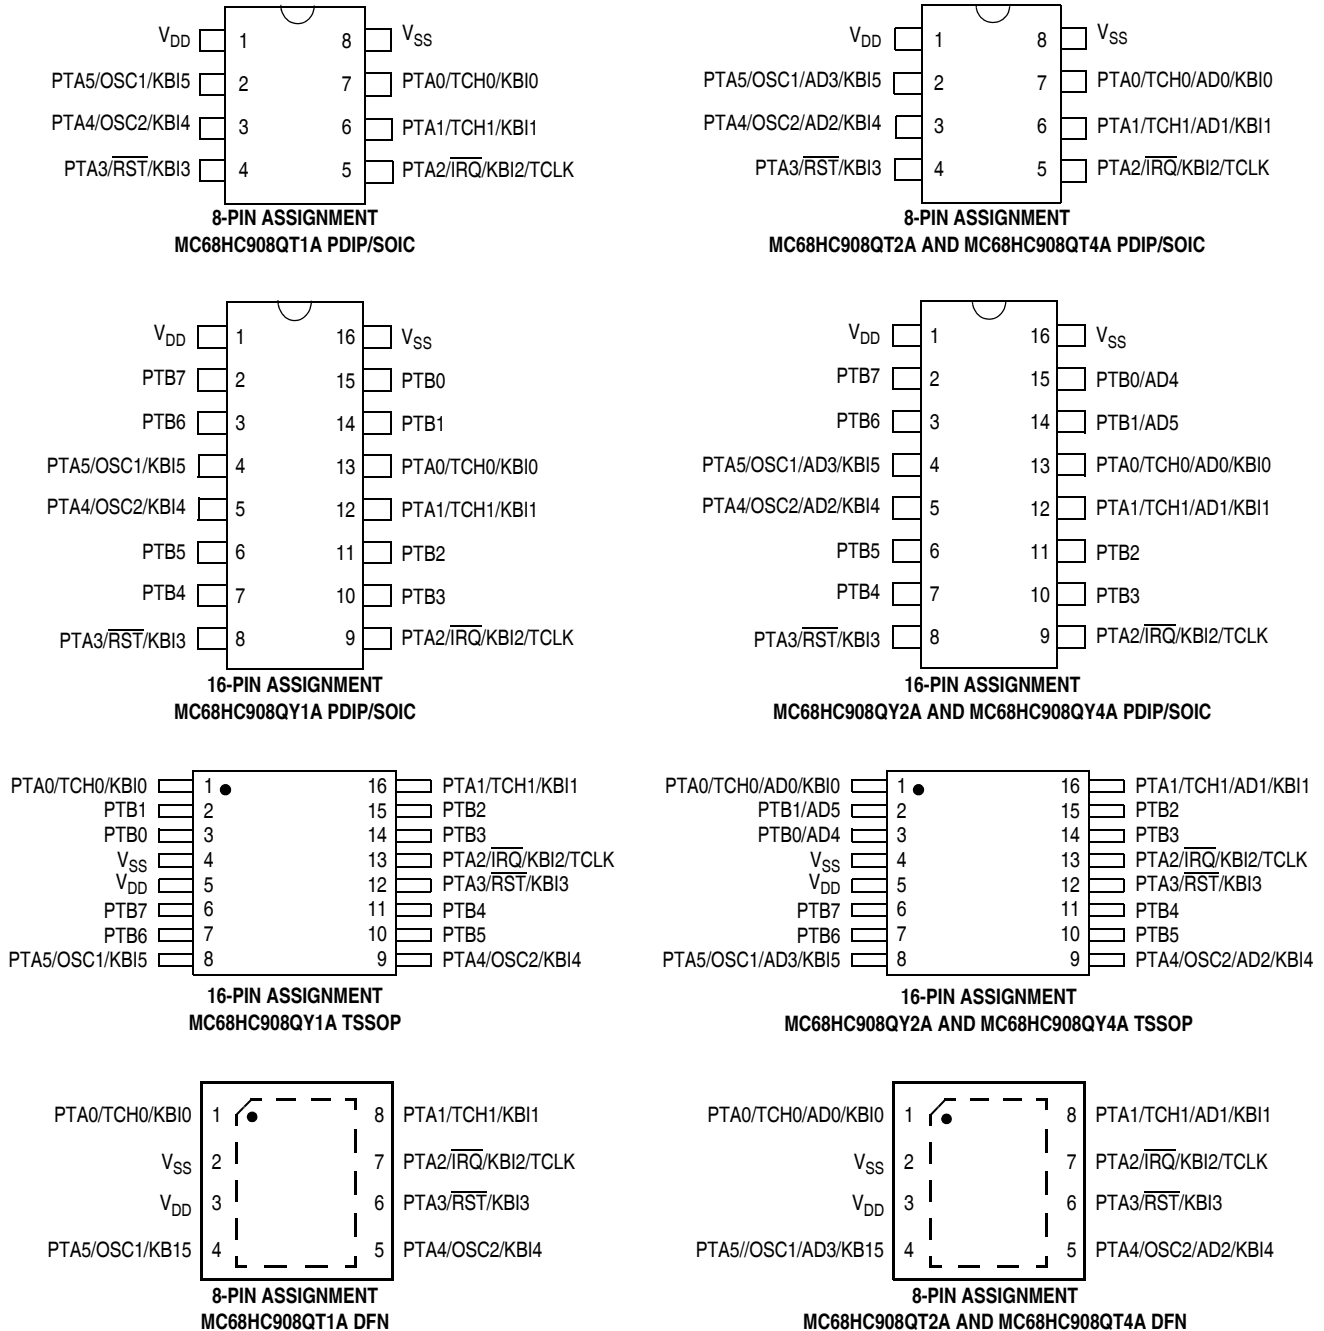 VDD 1 8 VSS
PTA5/OSC1/KBI5 2 7 PTA0/TCH0/KBI0
PTA4/OSC2/KBI4 3 6 PTA1/TCH1/KBI1
PTA3/R̅S̅T̅/KBI3 4 5 PTA2/I̅R̅Q̅/KBI2/TCLK
8-PIN ASSIGNMENT
MC68HC908QT1A PDIP/SOIC
VDD 1 8 VSS
PTA5/OSC1/AD3/KBI5 2 7 PTA0/TCH0/AD0/KBI0
PTA4/OSC2/AD2/KBI4 3 6 PTA1/TCH1/AD1/KBI1
PTA3/R̅S̅T̅/KBI3 4 5 PTA2/I̅R̅Q̅/KBI2/TCLK
8-PIN ASSIGNMENT
MC68HC908QT2A AND MC68HC908QT4A PDIP/SOIC
VDD 1 16 VSS
PTB7 2 15 PTB0
PTB6 3 14 PTB1
PTA5/OSC1/KBI5 4 13 PTA0/TCH0/KBI0
PTA4/OSC2/KBI4 5 12 PTA1/TCH1/KBI1
PTB5 6 11 PTB2
PTB4 7 10 PTB3
PTA3/R̅S̅T̅/KBI3 8 9 PTA2/I̅R̅Q̅/KBI2/TCLK
16-PIN ASSIGNMENT
MC68HC908QY1A PDIP/SOIC
VDD 1 16 VSS
PTB7 2 15 PTB0/AD4
PTB6 3 14 PTB1/AD5
PTA5/OSC1/AD3/KBI5 4 13 PTA0/TCH0/AD0/KBI0
PTA4/OSC2/AD2/KBI4 5 12 PTA1/TCH1/AD1/KBI1
PTB5 6 11 PTB2
PTB4 7 10 PTB3
PTA3/R̅S̅T̅/KBI3 8 9 PTA2/I̅R̅Q̅/KBI2/TCLK
16-PIN ASSIGNMENT
MC68HC908QY2A AND MC68HC908QY4A PDIP/SOIC
PTA0/TCH0/KBI0 1 16 PTA1/TCH1/KBI1
PTB1 2 15 PTB2
PTB0 3 14 PTB3
VSS 4 13 PTA2/I̅R̅Q̅/KBI2/TCLK
VDD 5 12 PTA3/R̅S̅T̅/KBI3
PTB7 6 11 PTB4
PTB6 7 10 PTB5
PTA5/OSC1/KBI5 8 9 PTA4/OSC2/KBI4
16-PIN ASSIGNMENT
MC68HC908QY1A TSSOP
PTA0/TCH0/AD0/KBI0 1 16 PTA1/TCH1/AD1/KBI1
PTB1/AD5 2 15 PTB2
PTB0/AD4 3 14 PTB3
VSS 4 13 PTA2/I̅R̅Q̅/KBI2/TCLK
VDD 5 12 PTA3/R̅S̅T̅/KBI3
PTB7 6 11 PTB4
PTB6 7 10 PTB5
PTA5/OSC1/AD3/KBI5 8 9 PTA4/OSC2/AD2/KBI4
16-PIN ASSIGNMENT
MC68HC908QY2A AND MC68HC908QY4A TSSOP
PTA0/TCH0/KBI0 1 8 PTA1/TCH1/KBI1
VSS 2 7 PTA2/I̅R̅Q̅/KBI2/TCLK
VDD 3 6 PTA3/R̅S̅T̅/KBI3
PTA5/OSC1/KB15 4 5 PTA4/OSC2/KBI4
8-PIN ASSIGNMENT
MC68HC908QT1A DFN
PTA0/TCH0/AD0/KBI0 1 8 PTA1/TCH1/AD1/KBI1
VSS 2 7 PTA2/I̅R̅Q̅/KBI2/TCLK
VDD 3 6 PTA3/R̅S̅T̅/KBI3
PTA5//OSC1/AD3/KB15 4 5 PTA4/OSC2/AD2/KBI4
8-PIN ASSIGNMENT
MC68HC908QT2A AND MC68HC908QT4A DFN